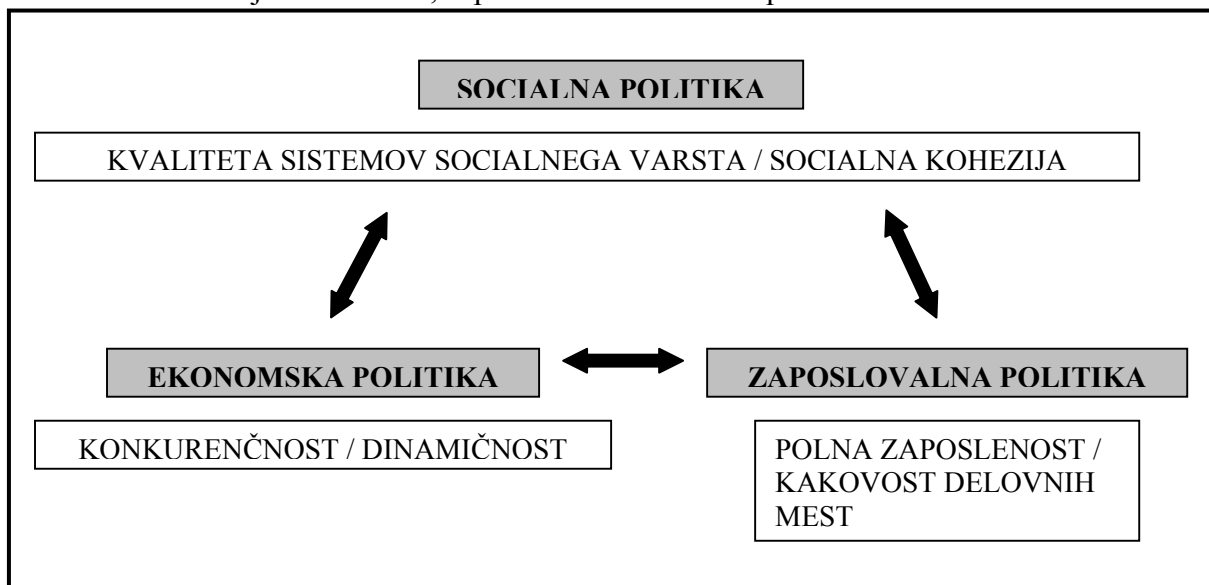 SOCIALNA POLITIKA
KVALITETA SISTEMOV SOCIALNEGA VARSTA / SOCIALNA KOHEZIJA
EKONOMSKA POLITIKA
ZAPOSLOVALNA POLITIKA
KONKURENČNOST / DINAMIČNOST
POLNA ZAPOSLENOST /
KAKOVOST DELOVNIH
MEST